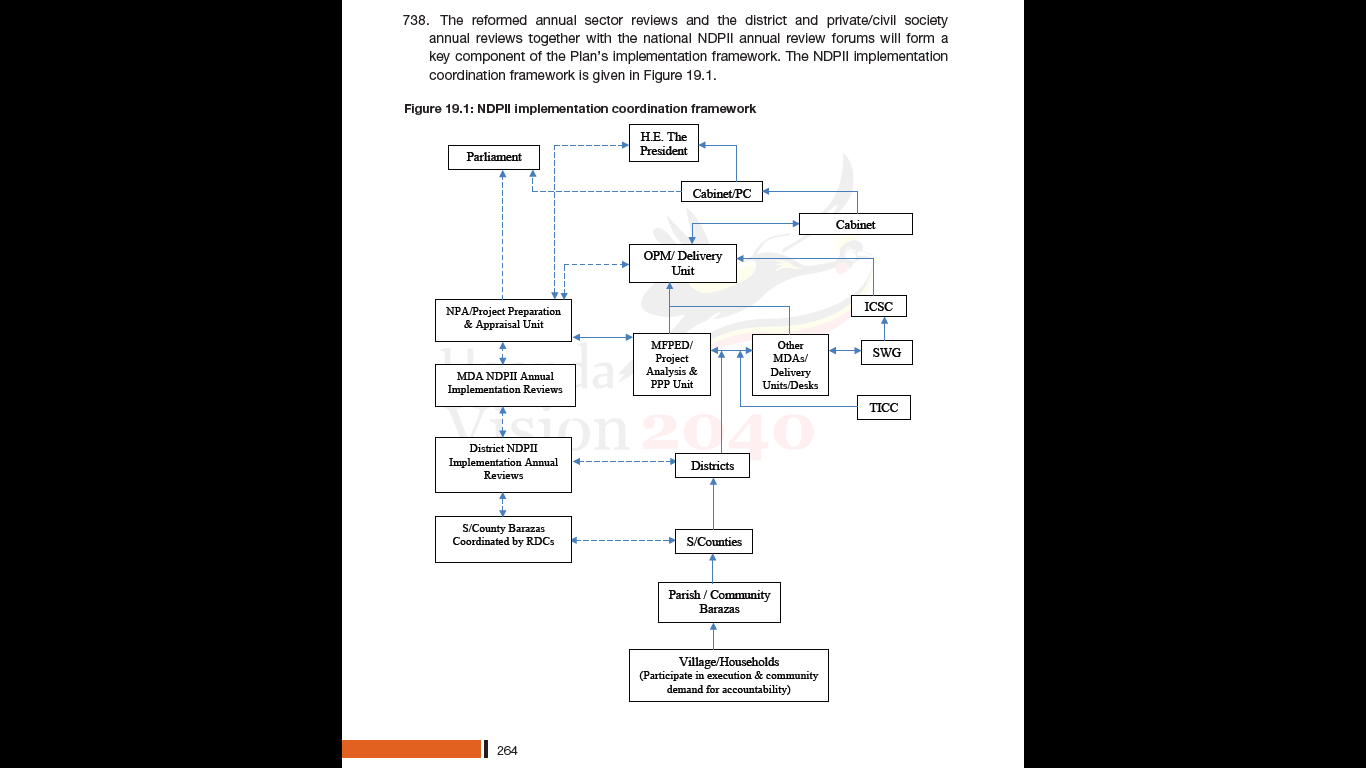 738. The reformed annual sector reviews and the district and private/civil society
annual reviews together with the national NDPII annual review forums will form a
key component of the Plan's implementation framework. The NDPII implementation
coordination framework is given in Figure 19.1.
Figure 19.1: NDPII implementation coordination framework
H.E. The
President
Parliament
Cabinet/PC
Cabinet
OPM/ Delivery
Unit
NPA/Project Preparation
& Appraisal Unit
ICSC
MFPED/
Project
Analysis &
PPP Unit
Other
MDAs/
Delivery
Units/Desks
SWG
MDA NDPII Annual
Implementation Reviews
TICC
Vision 2040
District NDPII
Implementation Annual
Reviews
Districts
S/County Barazas
Coordinated by RDCs
S/Counties
Parish / Community
Barazas
Village/Households
(Participate in execution & community
demand for accountability)
264